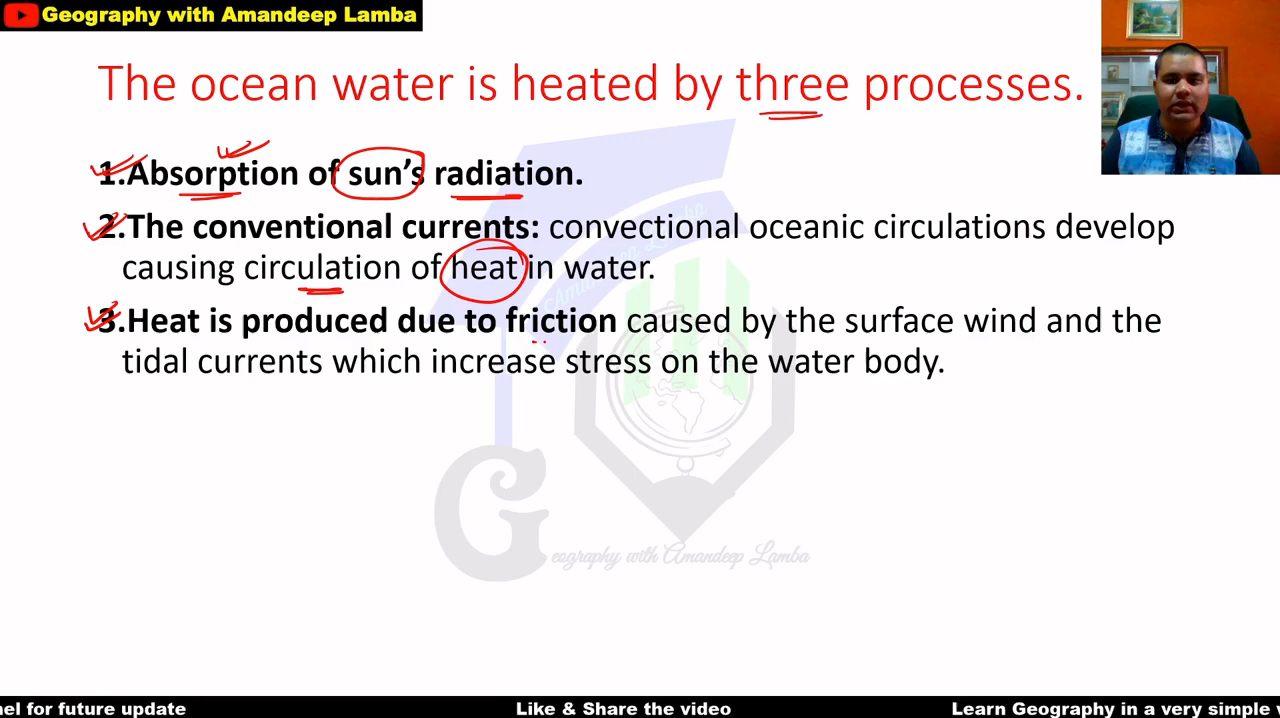 Geography with Amandeep Lamba
The ocean water is heated by three processes.
1.Absorption of sun’s radiation.
2.The conventional currents: convectional oceanic circulations develop
causing circulation of heat in water.
3.Heat is produced due to friction caused by the surface wind and the
tidal currents which increase stress on the water body.
Geography with Amandeep Lamba
nel for future update
Like & Share the video
Learn Geography in a very simple